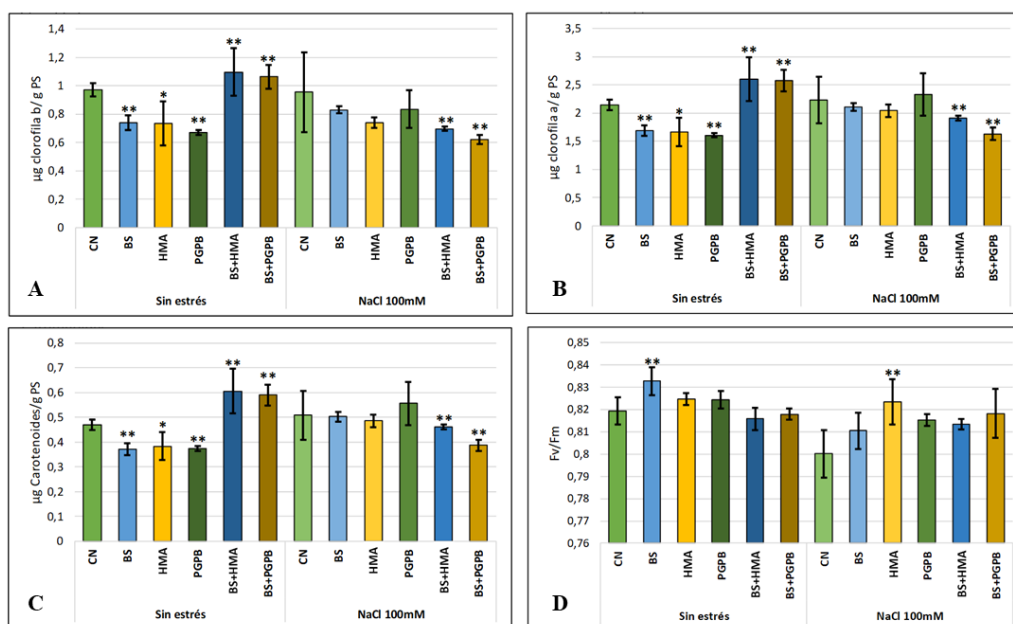 1,4
1,2
1
0,8
0,6
0,4
0,2
0
µg clorofila b/ g PS
** * ** ** ** ** **
CN BS HMA PGPB BS+HMA BS+PGPB CN BS HMA PGPB BS+HMA BS+PGPB
Sin estrés NaCl 100mM
A
3,5
3
2,5
2
1,5
1
0,5
0
µg clorofila a/ g PS
** * ** ** ** ** **
CN BS HMA PGPB BS+HMA BS+PGPB CN BS HMA PGPB BS+HMA BS+PGPB
Sin estrés NaCl 100mM
B
0,8
0,7
0,6
0,5
0,4
0,3
0,2
0,1
0
µg Carotenoides/g PS
** * ** ** ** ** **
CN BS HMA PGPB BS+HMA BS+PGPB CN BS HMA PGPB BS+HMA BS+PGPB
Sin estrés NaCl 100mM
C
0,85
0,84
0,83
0,82
0,81
0,8
0,79
0,78
0,77
0,76
Fv/Fm
** **
CN BS HMA PGPB BS+HMA BS+PGPB CN BS HMA PGPB BS+HMA BS+PGPB
Sin estrés NaCl 100mM
D